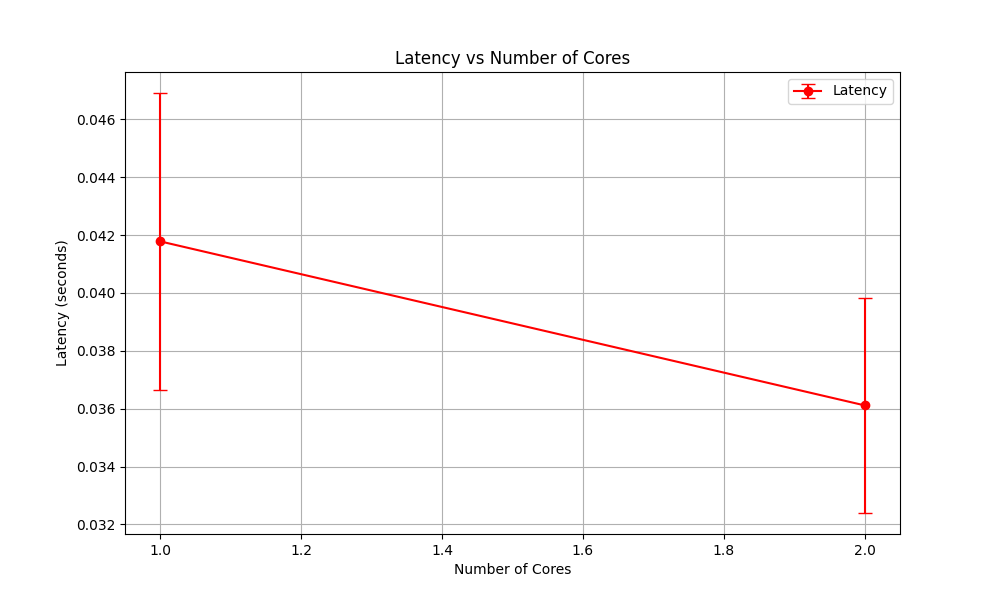 Latency vs Number of Cores
Latency
Latency (seconds)
0.046
0.044
0.042
0.040
0.038
0.036
0.034
0.032
1.0 1.2 1.4 1.6 1.8 2.0
Number of Cores